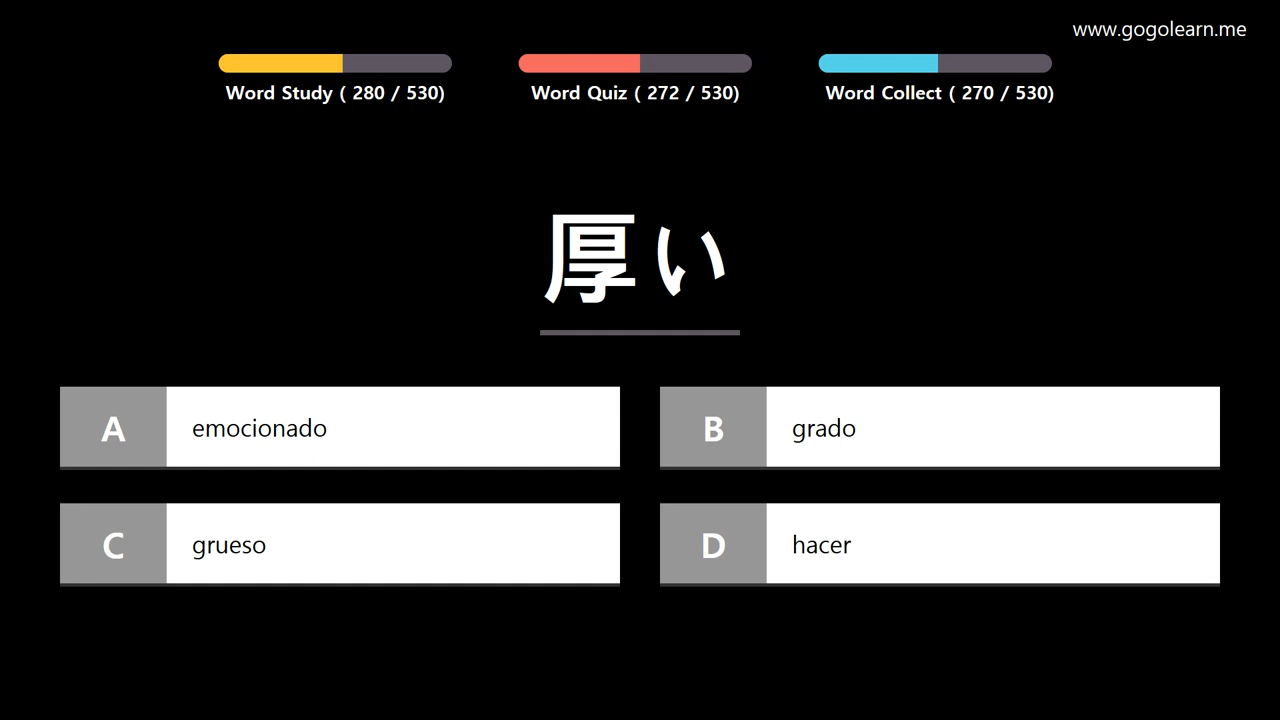 www.gogolearn.me
Word Study ( 280 / 530)
Word Quiz ( 272 / 530)
Word Collect ( 270 / 530)
厚い
A emocionado
B grado
C grueso
D hacer